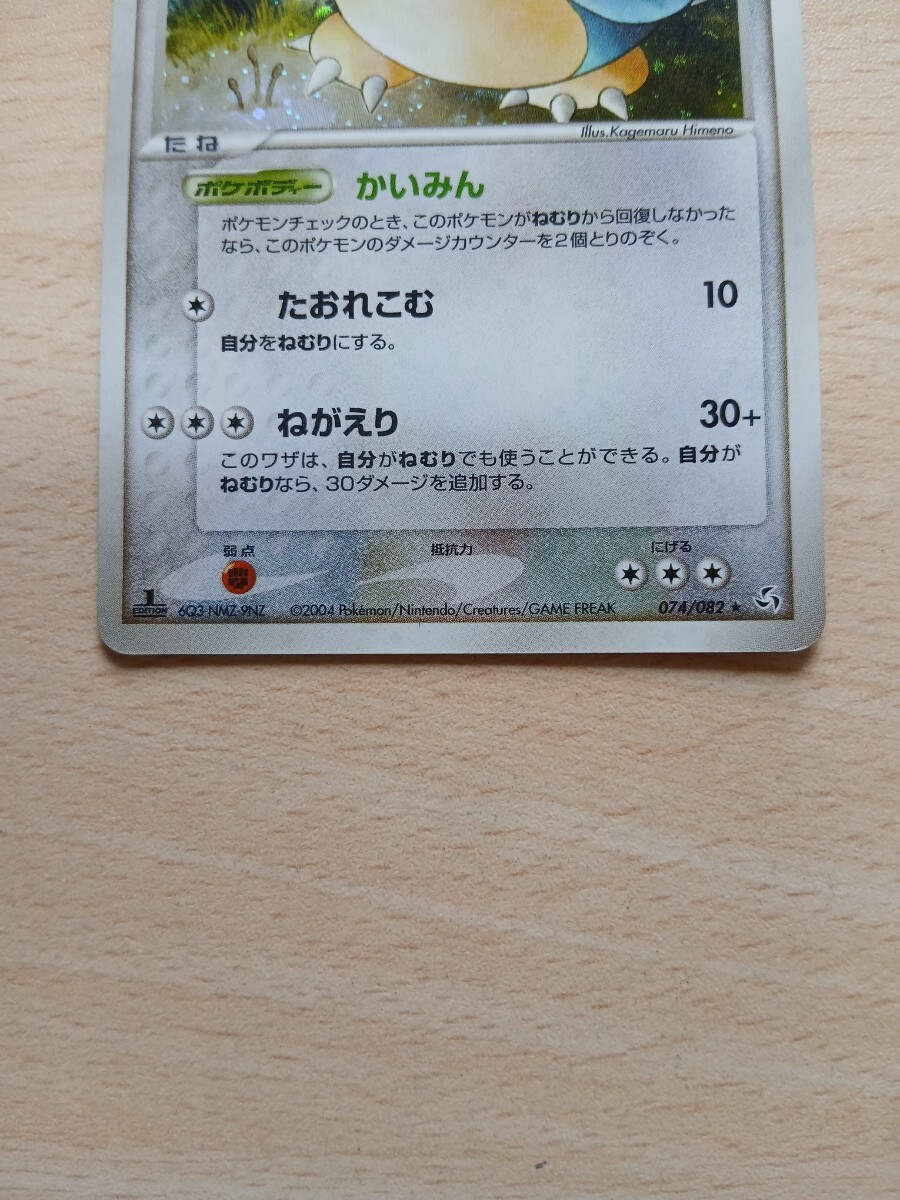 Illus.Kagemaru Himeno
たね
ポケボディー かいみん
ポケモンチェックのとき、このポケモンがねむりから回復しなかった
なら、このポケモンのダメージカウンターを2個とりのぞく。
たおれこむ 10
自分をねむりにする。
ねがえり 30+
このワザは、自分がねむりでも使うことができる。自分が
ねむりなら、30ダメージを追加する。
弱点 抵抗力 にげる
1 EDITION 6Q3-NMZ-9NZ ©2004 Pokémon/Nintendo/Creatures/GAME FREAK 074/082 ★